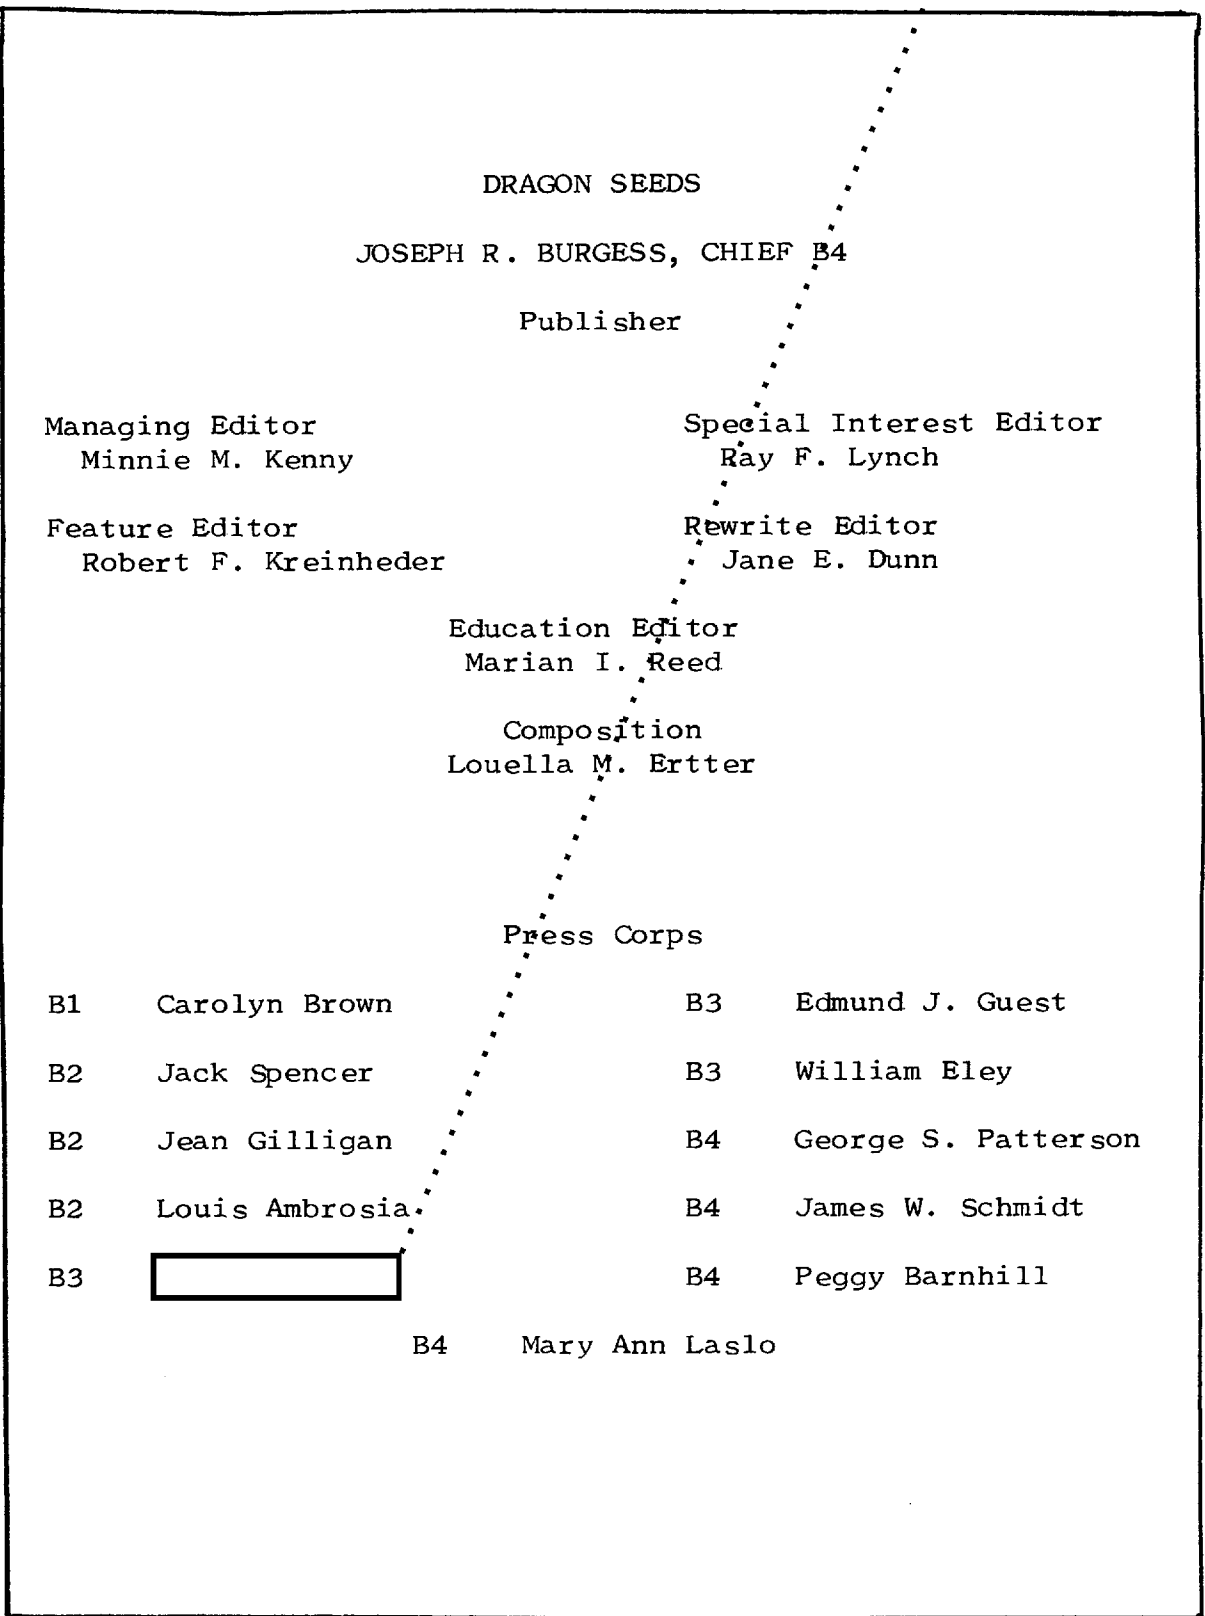 DRAGON SEEDS
JOSEPH R. BURGESS, CHIEF B4
Publisher
Managing Editor
Minnie M. Kenny
Special Interest Editor
Ray F. Lynch
Feature Editor
Robert F. Kreinheder
Rewrite Editor
Jane E. Dunn
Education Editor
Marian I. Reed
Composition
Louella M. Ertter
Press Corps
B1 Carolyn Brown
B3 Edmund J. Guest
B2 Jack Spencer
B3 William Eley
B2 Jean Gilligan
B4 George S. Patterson
B2 Louis Ambrosia
B4 James W. Schmidt
B3
B4 Peggy Barnhill
B4 Mary Ann Laslo